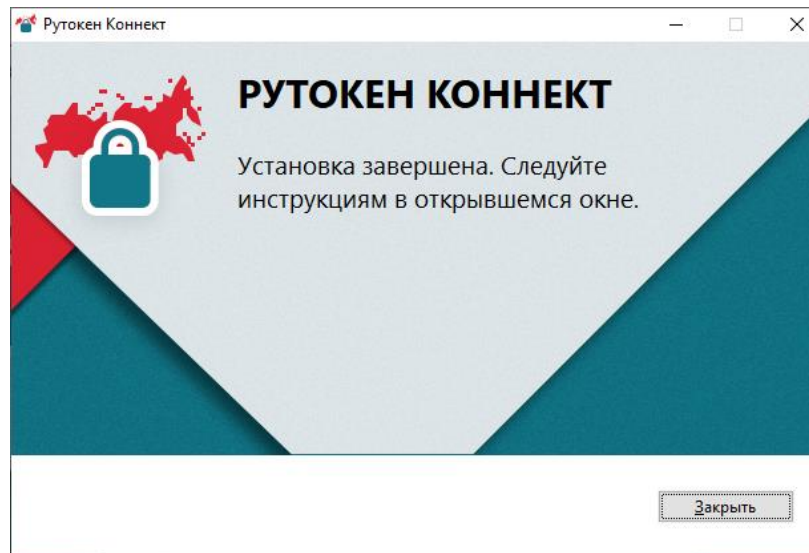 Рутокен Коннект
РУТОКЕН КОННЕКТ
Установка завершена. Следуйте
инструкциям в открывшемся окне.
Закрыть